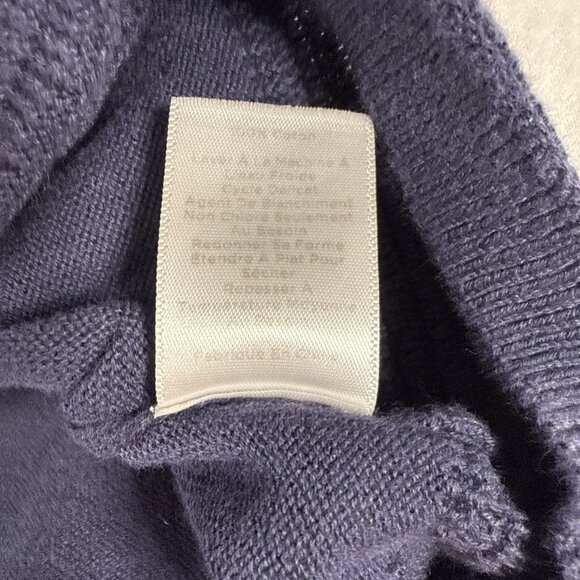 100% Coton
Laver À La Machine À
L'eau Froide
Cycle Délicat
Agent De Blanchiment
Non Chloré Seulement
Au Besoin
Redonner Sa Forme
Étendre À Plat Pour
Sécher
Repasser À
Température Moyenne
Fabriqué En Chine